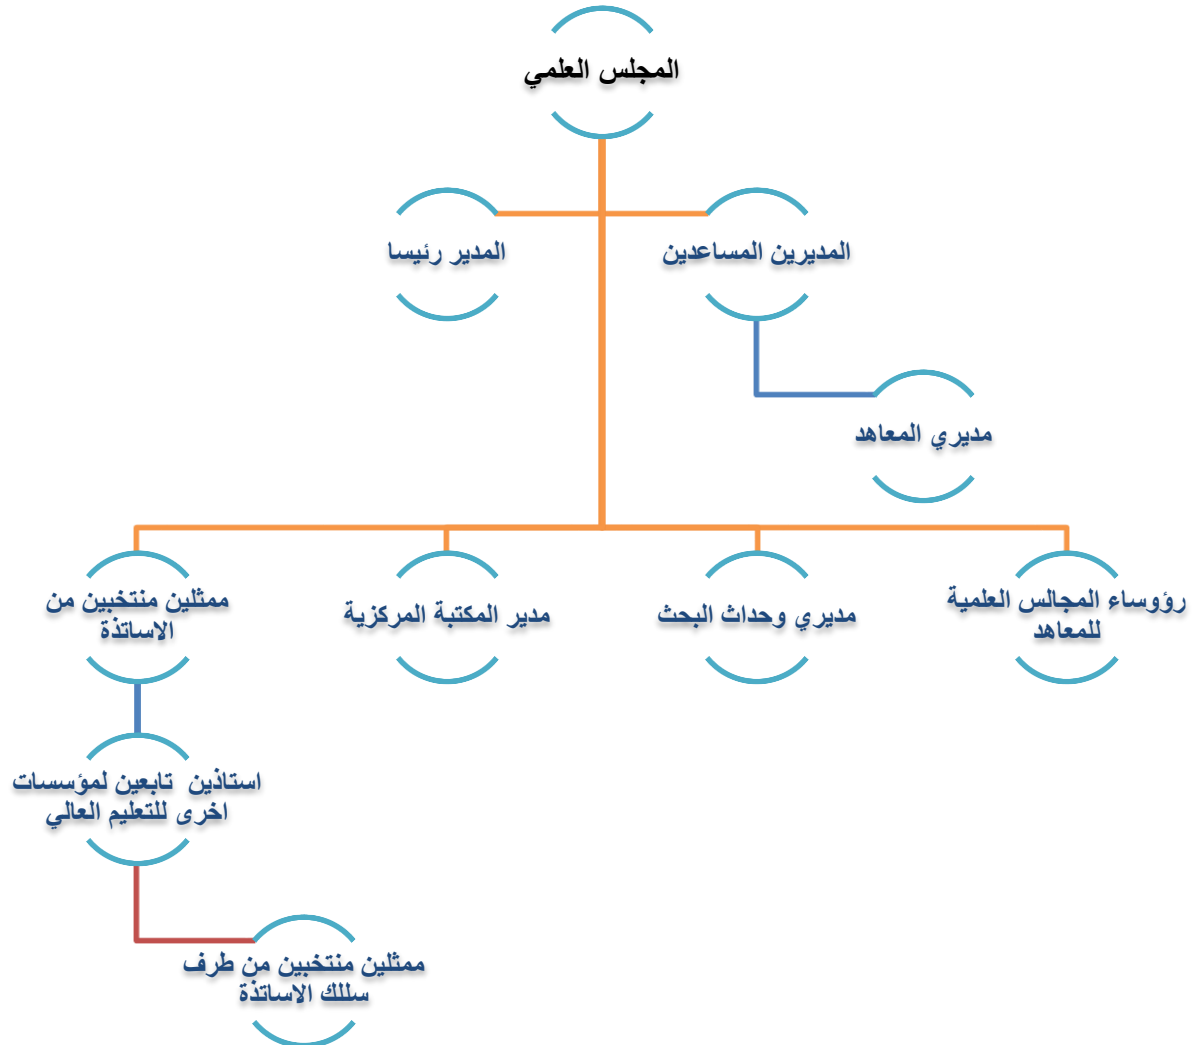 المجلس العلمي
المديرين المساعدين
المدير رئيسا
مديري المعاهد
رؤوساء المجالس العلمية
للمعاهد
مديري وحداث البحث
مدير المكتبة المركزية
ممثلين منتخبين من
الاساتذة
استاذين تابعين لمؤسسات
اخرى للتعليم العالي
ممثلين منتخبين من طرف
سللك الاساتذة